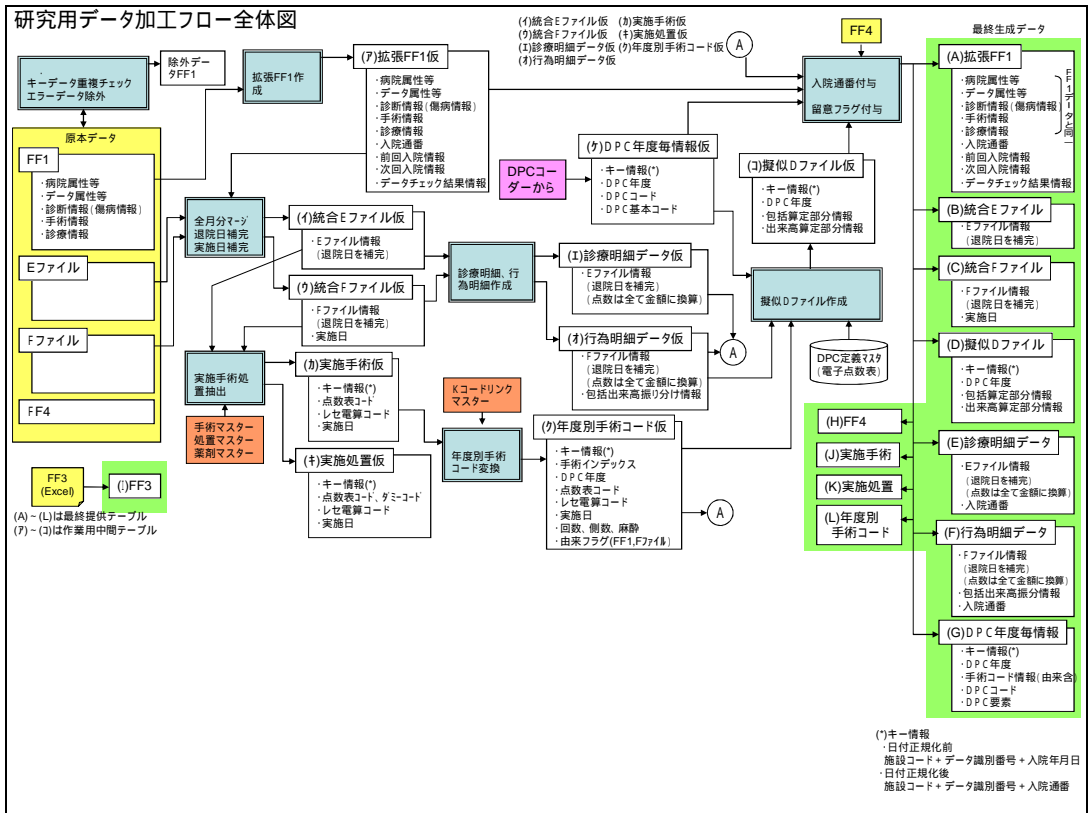 研究用データ加工フロー全体図
(イ)統合Eファイル仮 (カ)実施手術仮
(ウ)統合Fファイル仮 (キ)実施処置仮
(エ)診療明細データ仮 (ク)年度別手術コード仮
(オ)行為明細データ仮
A
FF4
最終生成データ
キーデータ重複チェック
エラーデータ除外
除外デー
タFF1
拡張FF1作
成
(ア)拡張FF1仮
・病院属性等
・データ属性等
・診断情報(傷病情報)
・手術情報
・診療情報
・入院通番
・前回入院情報
・次回入院情報
・データチェック結果情報
入院通番付与
留意フラグ付与
(A)拡張FF1
・病院属性等
・データ属性等
・診断情報(傷病情報)
・手術情報
・診療情報
・入院通番
・前回入院情報
・次回入院情報
・データチェック結果情報
FF1データと同一
原本データ
FF1
・病院属性等
・データ属性等
・診断情報(傷病情報)
・手術情報
・診療情報
Eファイル
Fファイル
FF4
DPCコー
ダーから
(ケ)DPC年度毎情報仮
・キー情報(*)
・DPC年度
・DPCコード
・DPC基本コード
(コ)擬似Dファイル仮
・キー情報(*)
・DPC年度
・包括算定部分情報
・出来高算定部分情報
全月分マージ
退院日補完
実施日補完
(イ)統合Eファイル仮
・Eファイル情報
(退院日を補完)
(ウ)統合Fファイル仮
・Fファイル情報
(退院日を補完)
・実施日
診療明細、行
為明細作成
(エ)診療明細データ仮
・Eファイル情報
(退院日を補完)
(点数は全て金額に換算)
(オ)行為明細データ仮
・Fファイル情報
(退院日を補完)
(点数は全て金額に換算)
・包括出来高振り分け情報
A
擬似Dファイル作成
DPC定義マスタ
(電子点数表)
(B)統合Eファイル
・Eファイル情報
(退院日を補完)
(C)統合Fファイル
・Fファイル情報
(退院日を補完)
・実施日
(D)擬似Dファイル
・キー情報(*)
・DPC年度
・包括算定部分情報
・出来高算定部分情報
実施手術処
置抽出
手術マスター
処置マスター
薬剤マスター
(カ)実施手術仮
・キー情報(*)
・点数表コード
・レセ電算コード
・実施日
(キ)実施処置仮
・キー情報(*)
・点数表コード、ダミーコード
・レセ電算コード
・実施日
Kコードリンク
マスター
年度別手術
コード変換
(ク)年度別手術コード仮
・キー情報(*)
・手術インデックス
・DPC年度
・点数表コード
・レセ電算コード
・実施日
・回数、側数、麻酔
・由来フラグ(FF1,Fファイル)
A
(H)FF4
(J)実施手術
(K)実施処置
(L)年度別
手術コード
(E)診療明細データ
・Eファイル情報
(退院日を補完)
(点数は全て金額に換算)
・入院通番
(F)行為明細データ
・Fファイル情報
(退院日を補完)
(点数は全て金額に換算)
・包括出来高振分情報
・入院通番
(G)DPC年度毎情報
・キー情報(*)
・DPC年度
・手術コード情報(由来含)
・DPCコード
・DPC要素
FF3
(Excel)
(I)FF3
(A)~(L)は最終提供テーブル
(ア)~(コ)は作業用中間テーブル
(*)キー情報
・日付正規化前
施設コード+データ識別番号+入院年月日
・日付正規化後
施設コード+データ識別番号+入院通番